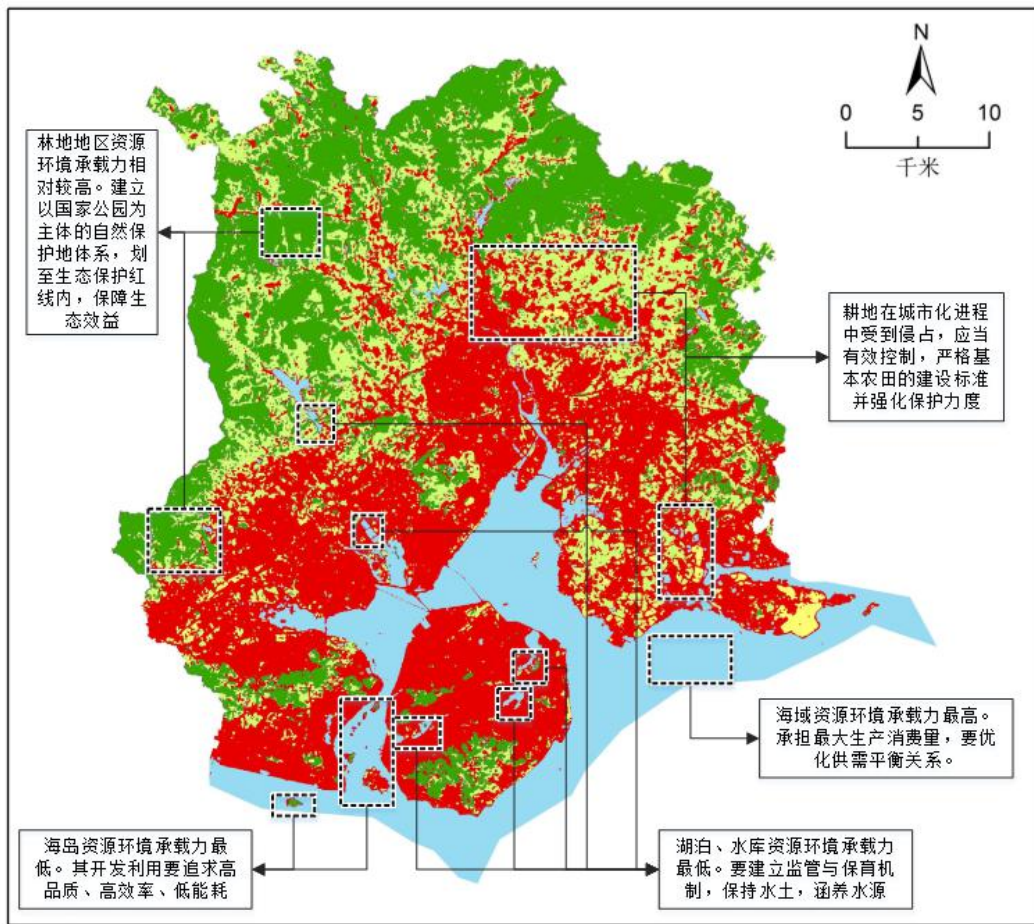 N
0 5 10
千米
林地地区资源
环境承载力相
对较高。建立
以国家公园为
主体的自然保
护地体系，划
至生态保护红
线内，保障生
态效益
耕地在城市化进程
中受到侵占，应当
有效控制，严格基
本农田的建设标准
并强化保护力度
海域资源环境承载力最高。
承担最大生产消费量，要优
化供需平衡关系。
海岛资源环境承载力最
低。其开发利用要追求高
品质、高效率、低能耗
湖泊、水库资源环境承载力
最低。要建立监管与保育机
制，保持水土，涵养水源